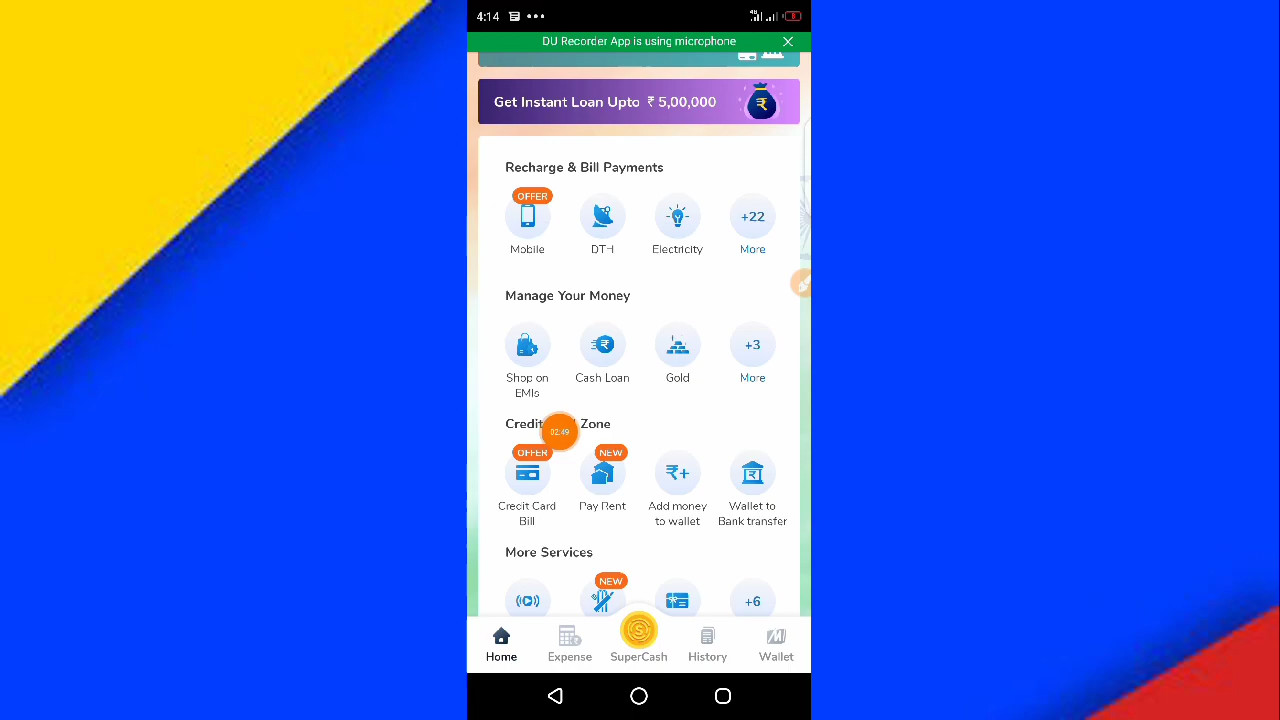 4:14
4G
DU Recorder App is using microphone
Get Instant Loan Upto ₹ 5,00,000
Recharge & Bill Payments
OFFER
+22
Mobile DTH Electricity More
Manage Your Money
+3
Shop on EMIs Cash Loan Gold More
Credit Zone
02:49
OFFER NEW
₹+
Credit Card Bill Pay Rent Add money to wallet Wallet to Bank transfer
More Services
NEW
+6
Home Expense SuperCash History Wallet